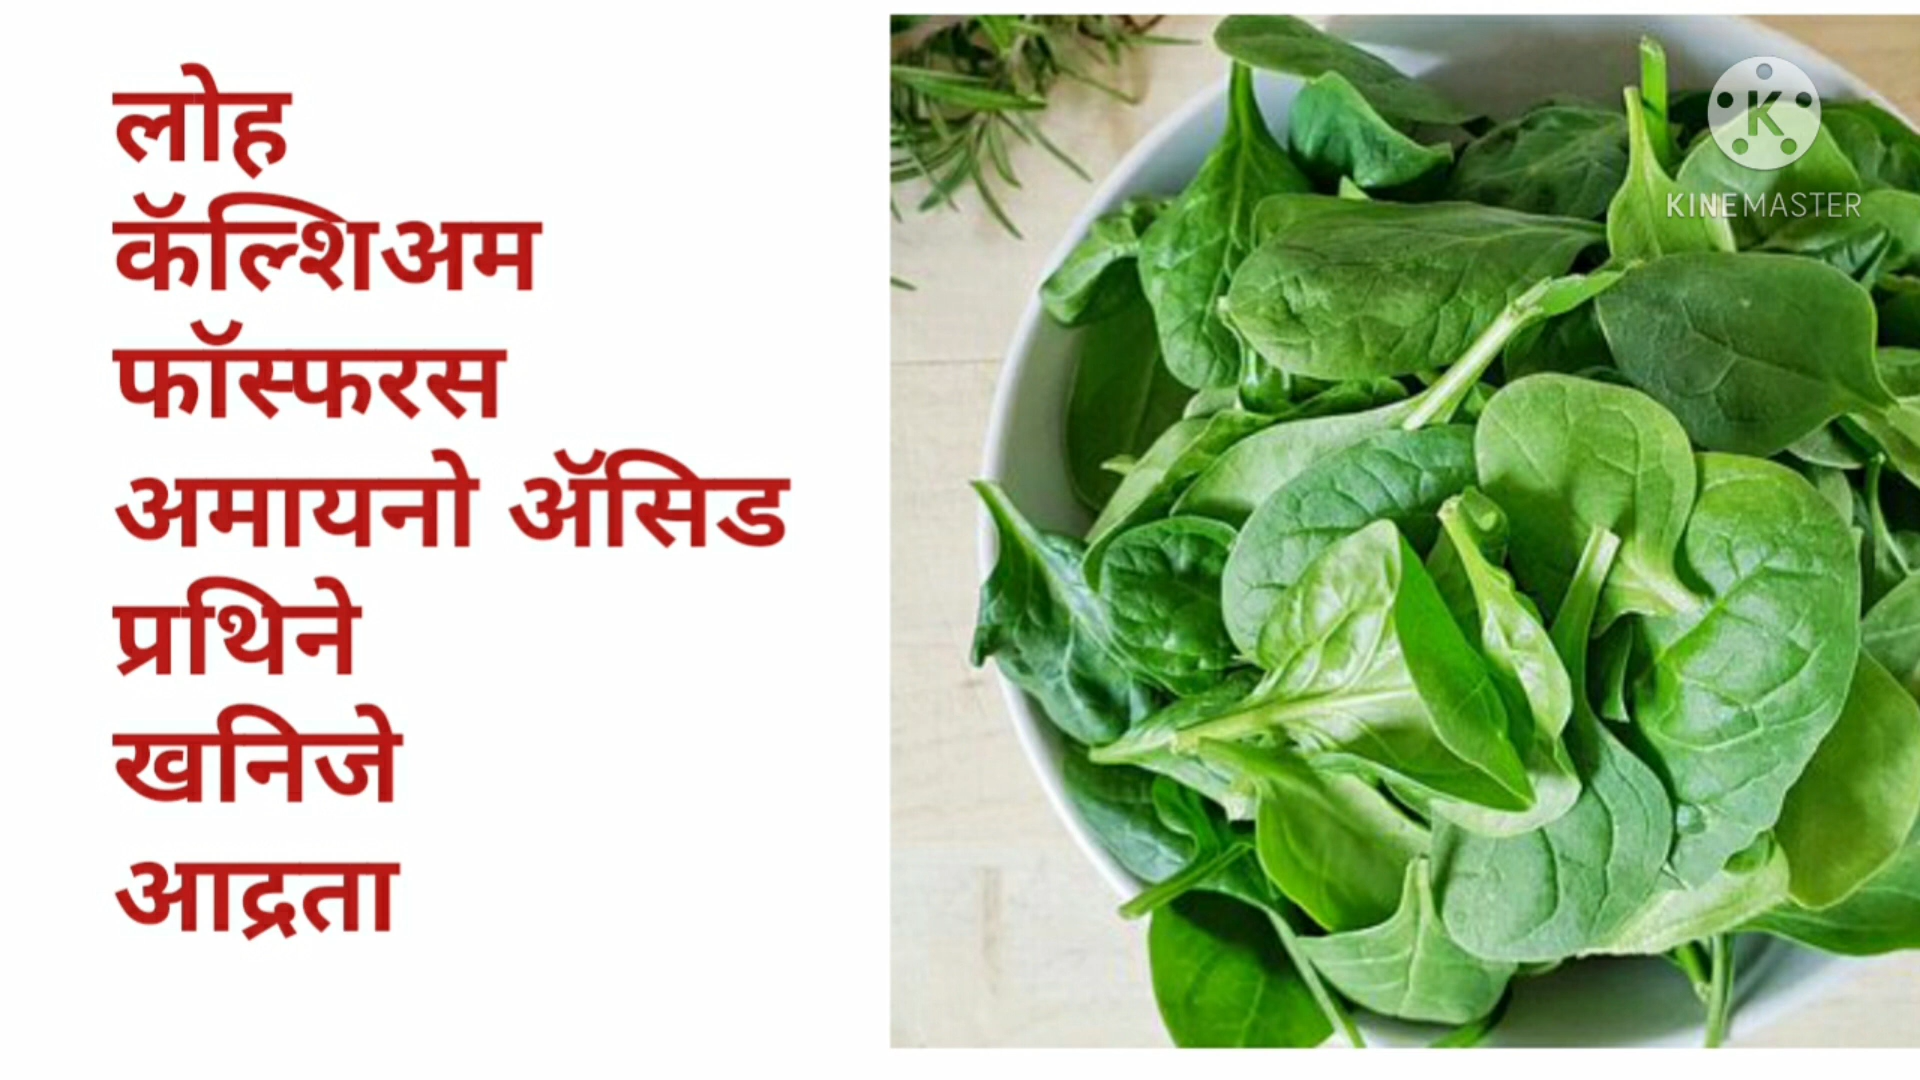 लोह
कॅल्शिअम
फॉस्फरस
अमायनो ॲसिड
प्रथिने
खनिजे
आद्रता
K
KINEMASTER